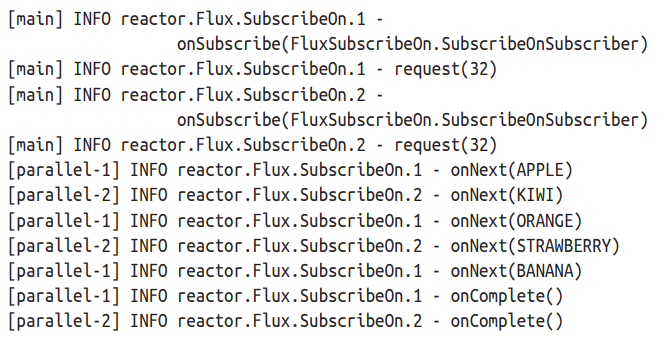 [main] INFO reactor.Flux.SubscribeOn.1 -
onSubscribe(FluxSubscribeOn.SubscribeOnSubscriber)
[main] INFO reactor.Flux.SubscribeOn.1 - request(32)
[main] INFO reactor.Flux.SubscribeOn.2 -
onSubscribe(FluxSubscribeOn.SubscribeOnSubscriber)
[main] INFO reactor.Flux.SubscribeOn.2 - request(32)
[parallel-1] INFO reactor.Flux.SubscribeOn.1 - onNext(APPLE)
[parallel-2] INFO reactor.Flux.SubscribeOn.2 - onNext(KIWI)
[parallel-1] INFO reactor.Flux.SubscribeOn.1 - onNext(ORANGE)
[parallel-2] INFO reactor.Flux.SubscribeOn.2 - onNext(STRAWBERRY)
[parallel-1] INFO reactor.Flux.SubscribeOn.1 - onNext(BANANA)
[parallel-1] INFO reactor.Flux.SubscribeOn.1 - onComplete()
[parallel-2] INFO reactor.Flux.SubscribeOn.2 - onComplete()